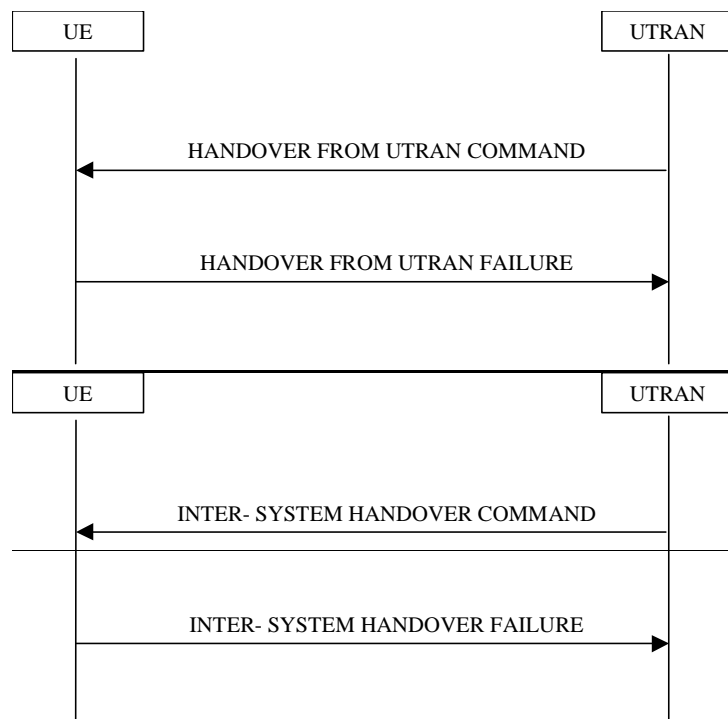 UE
UTRAN
HANDOVER FROM UTRAN COMMAND
HANDOVER FROM UTRAN FAILURE
UE
UTRAN
INTER- SYSTEM HANDOVER COMMAND
INTER- SYSTEM HANDOVER FAILURE